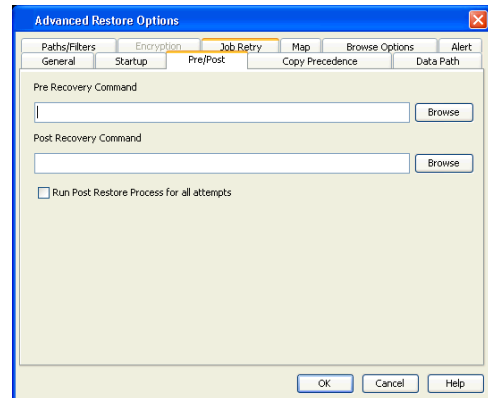 Advanced Restore Options
Paths/Filters Encryption Job Retry Map Browse Options Alert
General Startup Pre/Post Copy Precedence Data Path
Pre Recovery Command
Browse
Post Recovery Command
Browse
Run Post Restore Process for all attempts
OK Cancel Help